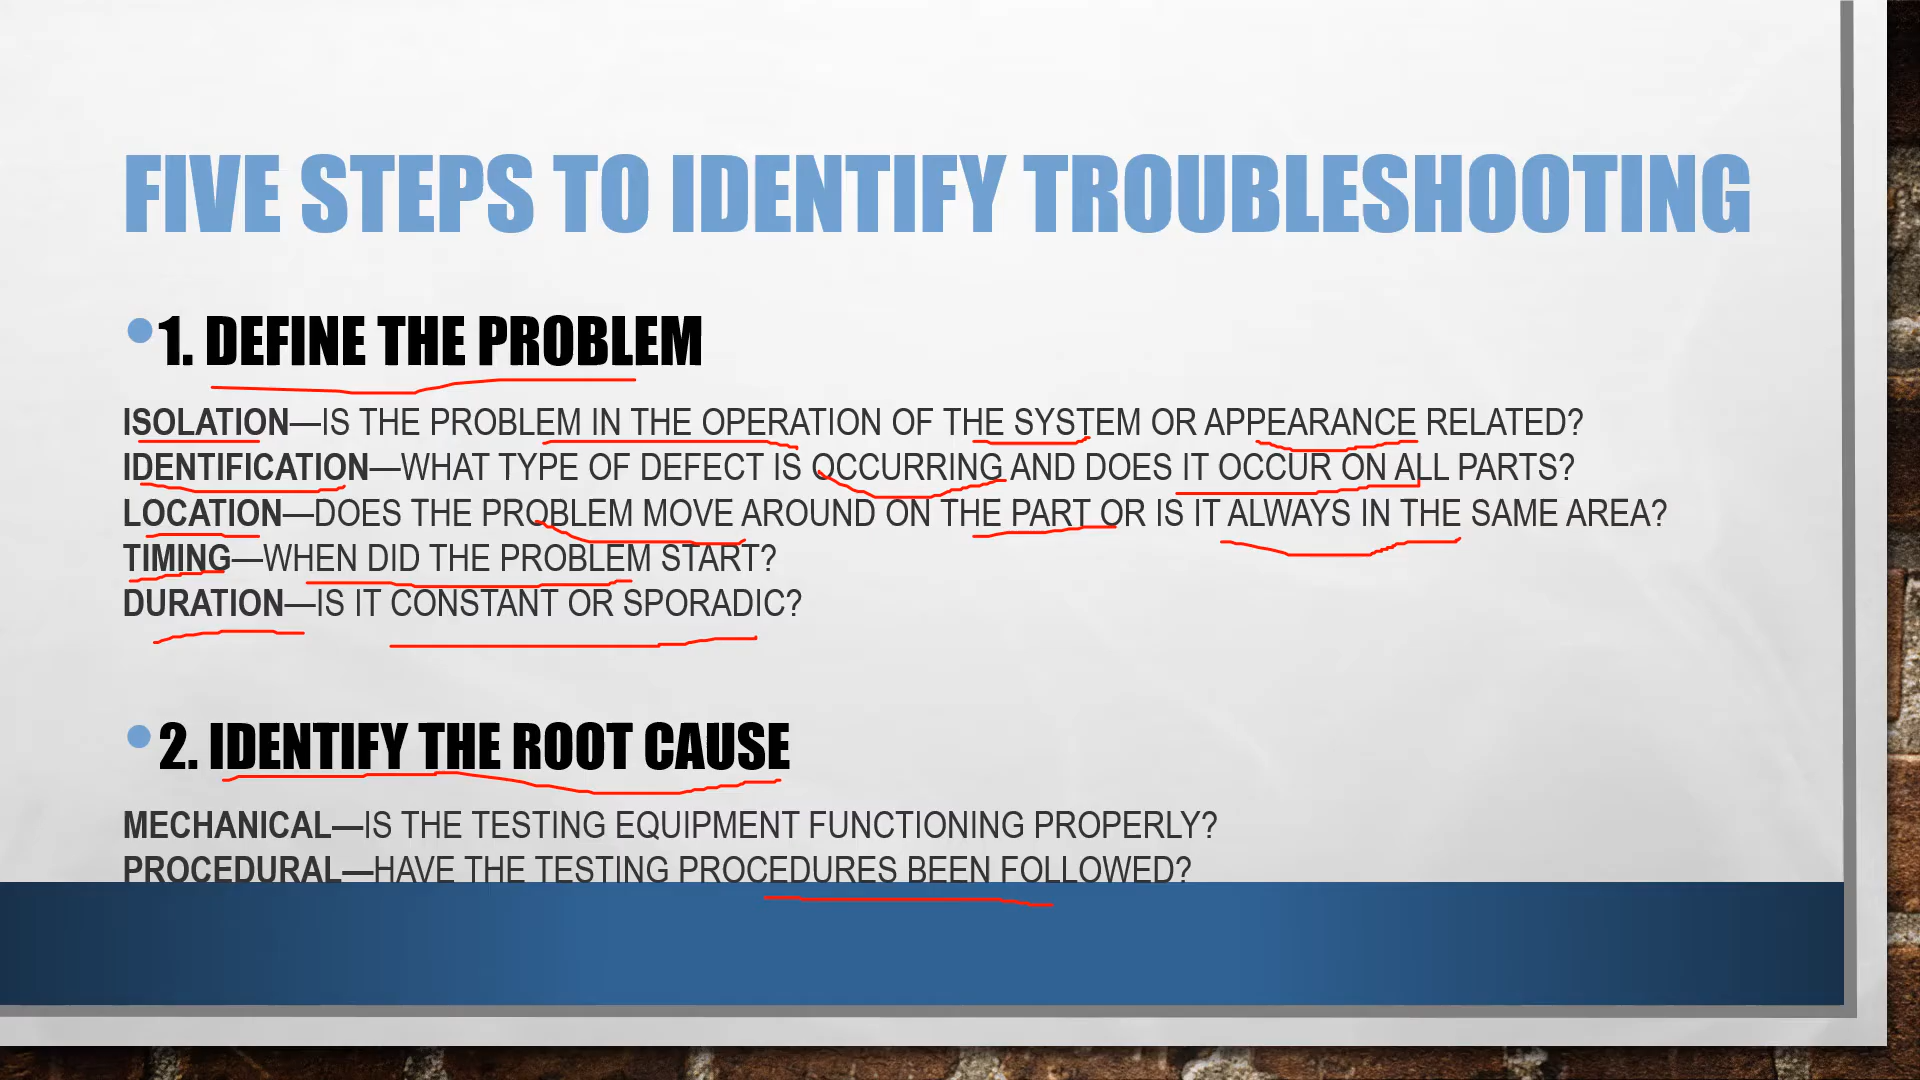 FIVE STEPS TO IDENTIFY TROUBLESHOOTING
1. DEFINE THE PROBLEM
ISOLATION—IS THE PROBLEM IN THE OPERATION OF THE SYSTEM OR APPEARANCE RELATED?
IDENTIFICATION—WHAT TYPE OF DEFECT IS OCCURRING AND DOES IT OCCUR ON ALL PARTS?
LOCATION—DOES THE PROBLEM MOVE AROUND ON THE PART OR IS IT ALWAYS IN THE SAME AREA?
TIMING—WHEN DID THE PROBLEM START?
DURATION—IS IT CONSTANT OR SPORADIC?
2. IDENTIFY THE ROOT CAUSE
MECHANICAL—IS THE TESTING EQUIPMENT FUNCTIONING PROPERLY?
PROCEDURAL—HAVE THE TESTING PROCEDURES BEEN FOLLOWED?